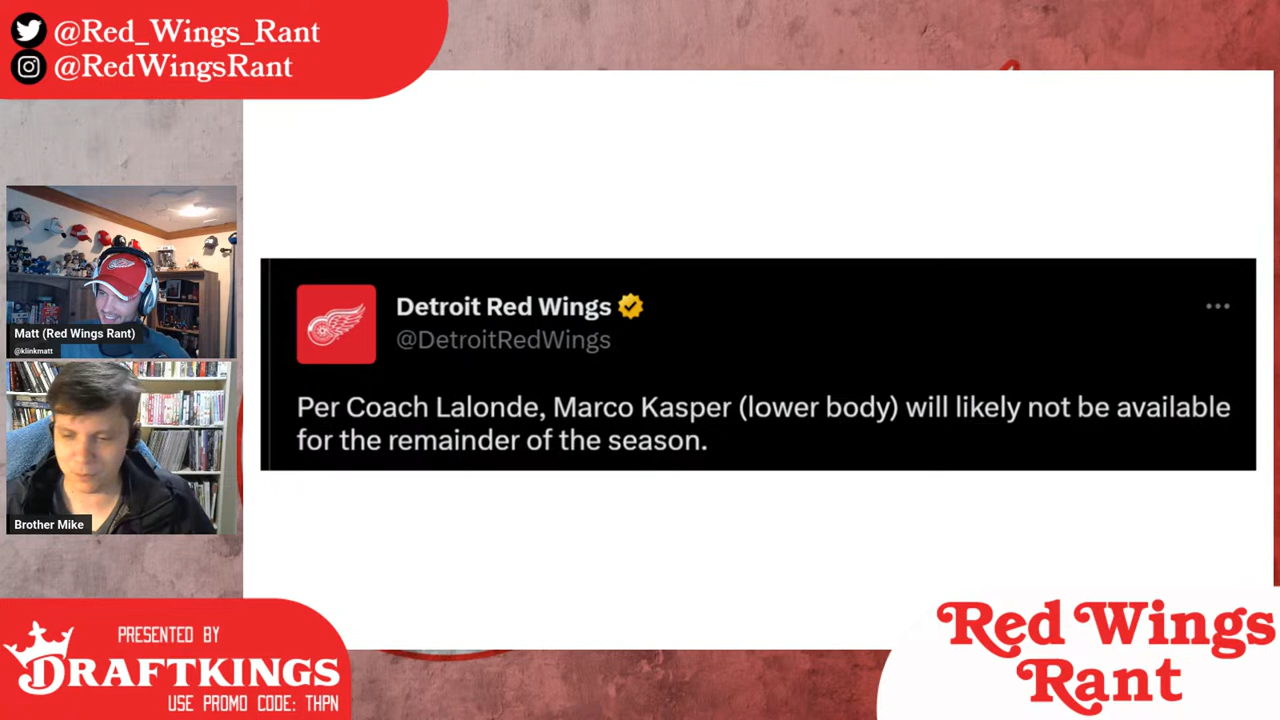 @Red_Wings_Rant
@RedWingsRant
Matt (Red Wings Rant)
@klinkmatt
Brother Mike
Detroit Red Wings
@DetroitRedWings
Per Coach Lalonde, Marco Kasper (lower body) will likely not be available
for the remainder of the season.
PRESENTED BY
DRAFTKINGS
USE PROMO CODE: THPN
Red Wings
Rant